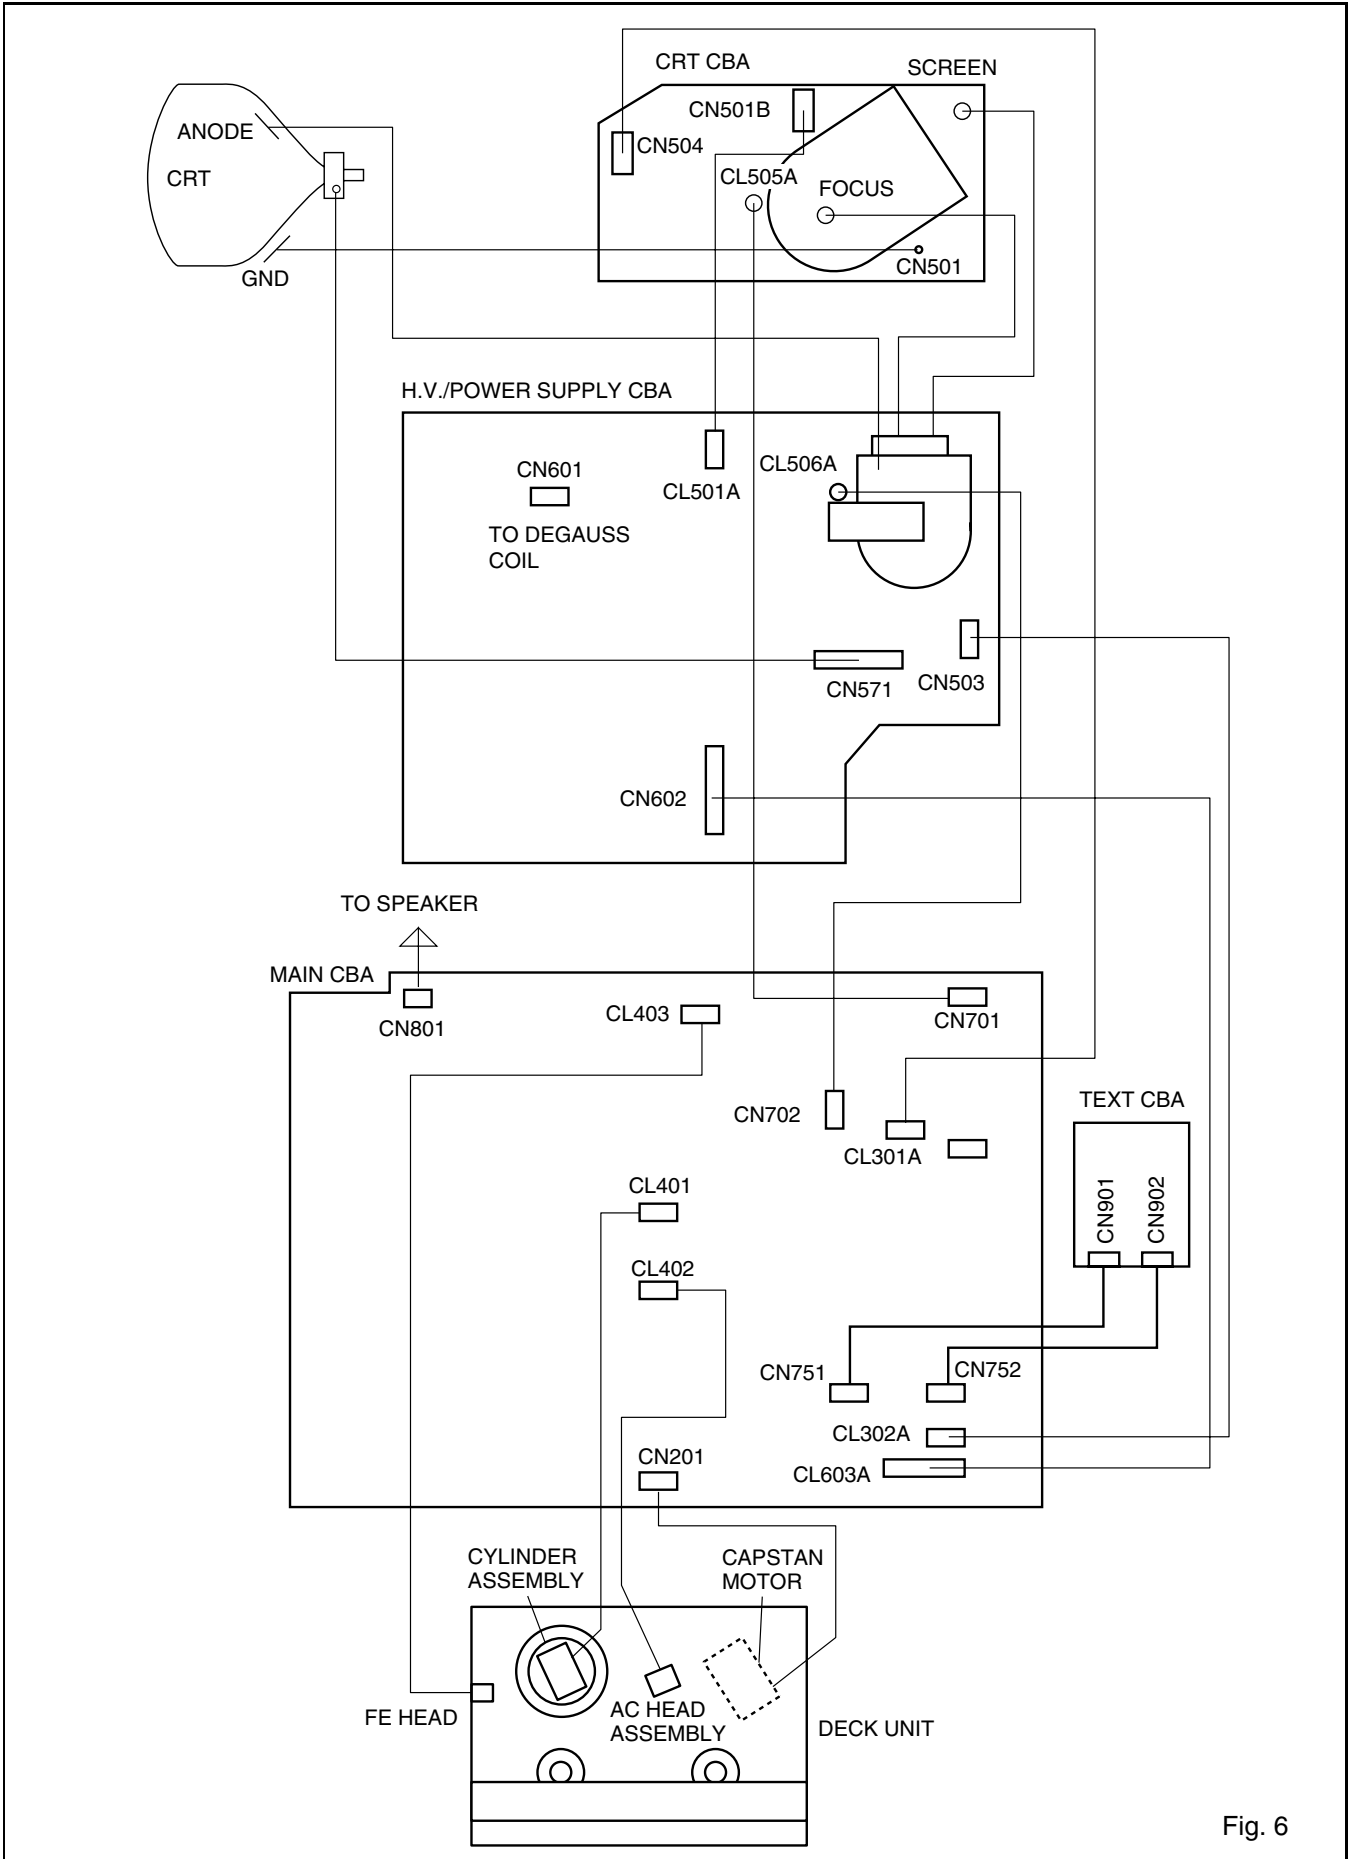 CRT CBA
SCREEN
CN501B
ANODE
CN504
CRT
CL505A
FOCUS
CN501
GND
H.V./POWER SUPPLY CBA
CL506A
CN601
CL501A
TO DEGAUSS
COIL
CN571
CN503
CN602
TO SPEAKER
MAIN CBA
CN801
CL403
CN701
CN702
TEXT CBA
CL301A
CL401
CN901
CN902
CL402
CN751
CN752
CL302A
CN201
CL603A
CYLINDER
ASSEMBLY
CAPSTAN
MOTOR
FE HEAD
AC HEAD
ASSEMBLY
DECK UNIT
Fig. 6